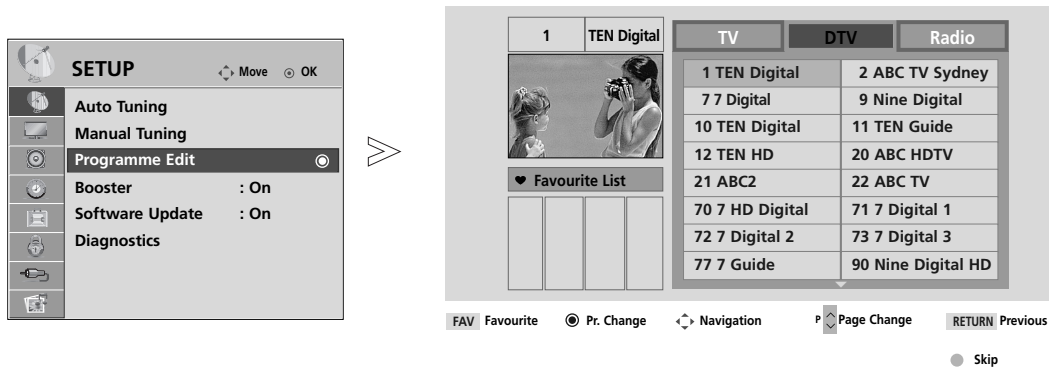 SETUP
Move
OK
Auto Tuning
Manual Tuning
Programme Edit
Booster : On
Software Update : On
Diagnostics
1 TEN Digital
Favourite List
TV DTV Radio
1 TEN Digital 2 ABC TV Sydney
7 7 Digital 9 Nine Digital
10 TEN Digital 11 TEN Guide
12 TEN HD 20 ABC HDTV
21 ABC2 22 ABC TV
70 7 HD Digital 71 7 Digital 1
72 7 Digital 2 73 7 Digital 3
77 7 Guide 90 Nine Digital HD
FAV Favourite Pr. Change Navigation P Page Change RETURN Previous
Skip